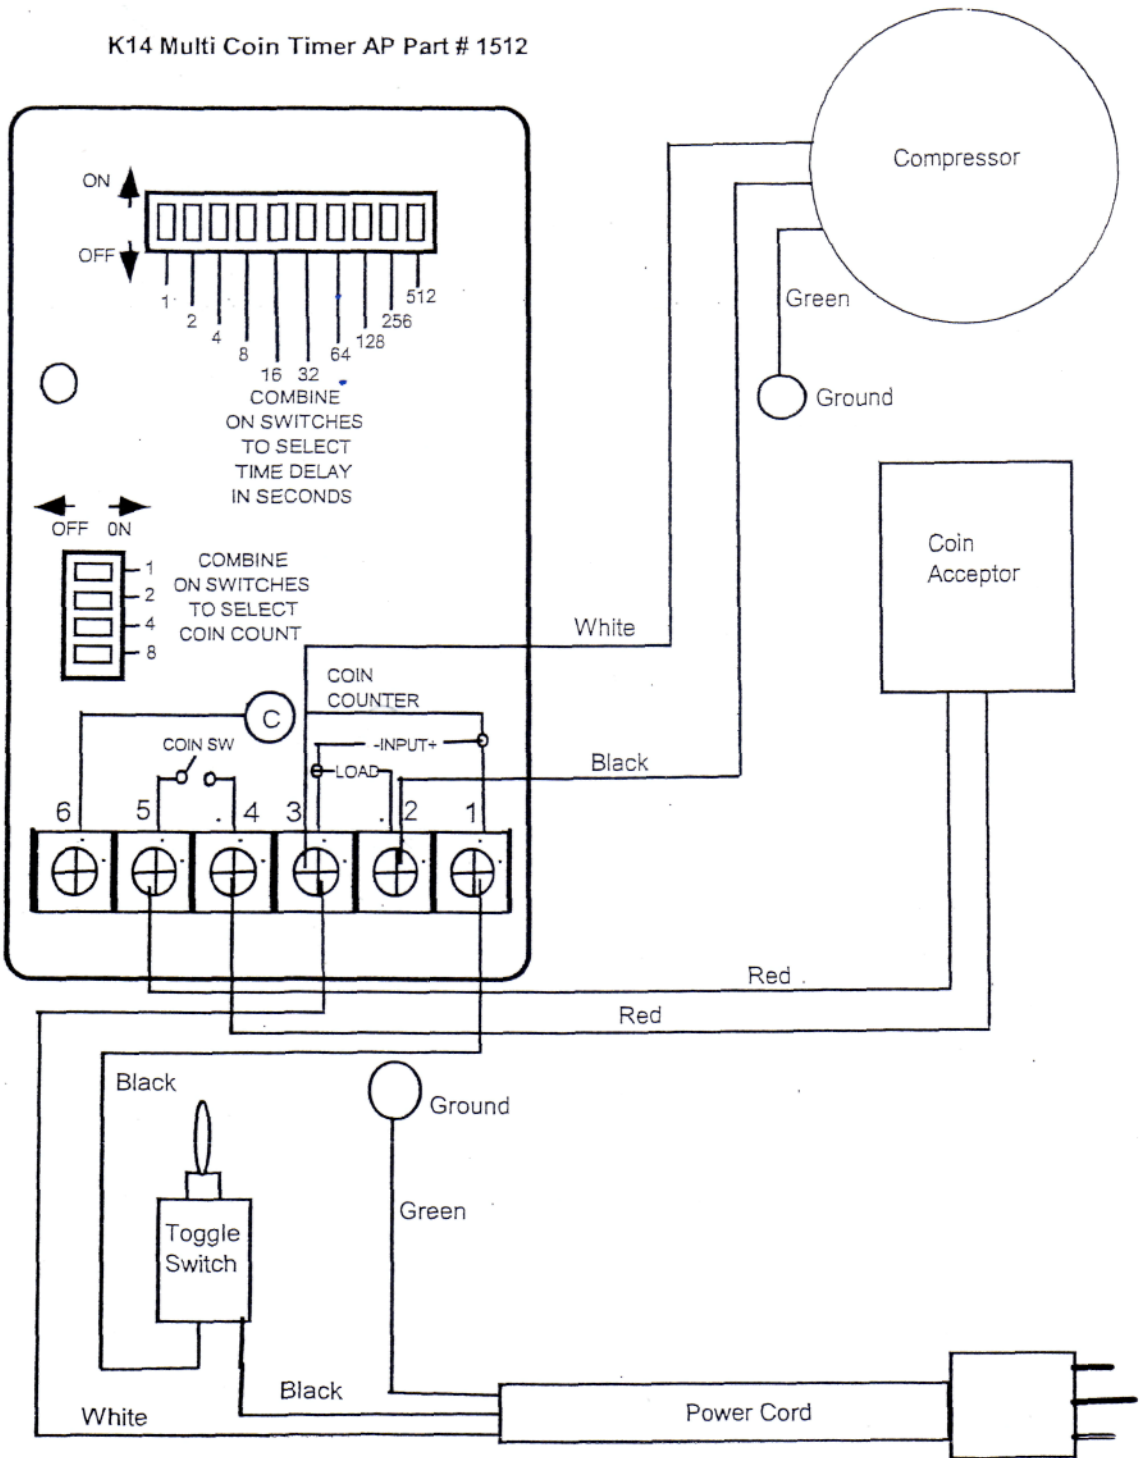 K14 Multi Coin Timer AP Part # 1512
ON
OFF
1
2
4
8
16
32
64
128
256
512
COMBINE
ON SWITCHES
TO SELECT
TIME DELAY
IN SECONDS
OFF 0N
1
2
4
8
COMBINE
ON SWITCHES
TO SELECT
COIN COUNT
COIN
COUNTER
C
COIN SW
-INPUT+
LOAD
6 5 4 3 2 1
Compressor
Green
Ground
Coin
Acceptor
White
Black
Red
Red
Black
Ground
Green
Toggle
Switch
Black
White
Power Cord